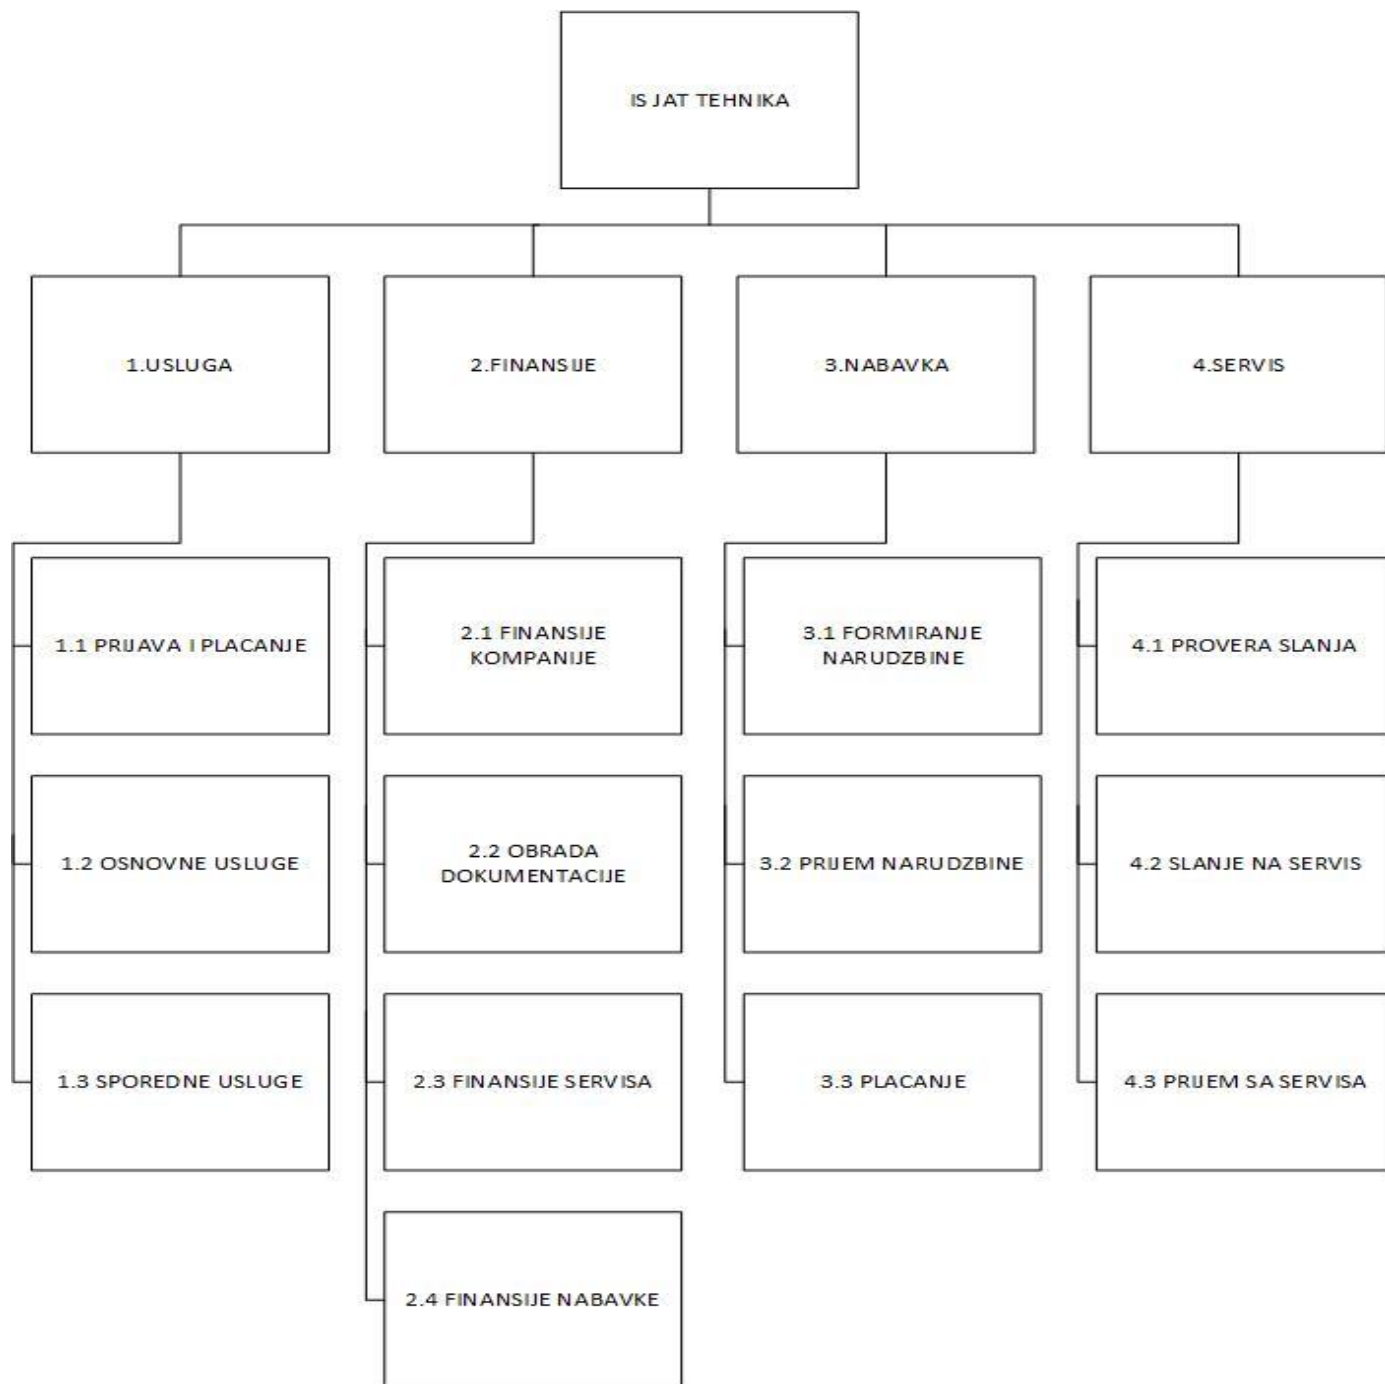 IS JAT TEHNIKA
1.USLUGA
2.FINANSIJE
3.NABAVKA
4.SERVIS
1.1 PRIJAVA I PLACANJE
2.1 FINANSIJE
KOMPANIJE
3.1 FORMIRANJE
NARUDZBINE
4.1 PROVERA SLANJA
1.2 OSNOVNE USLUGE
2.2 OBRADA
DOKUMENTACIJE
3.2 PRIJEM NARUDZBINE
4.2 SLANJE NA SERVIS
1.3 SPOREDNE USLUGE
2.3 FINANSIJE SERVISA
3.3 PLACANJE
4.3 PRIJEM SA SERVISA
2.4 FINANSIJE NABAVKE